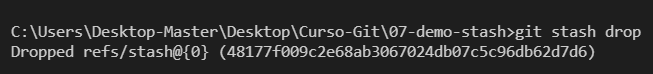 C:\Users\Desktop-Master\Desktop\Curso-Git\07-demo-stash>git stash drop
Dropped refs/stash@{0} (48177f009c2e68ab3067024db07c5c96db62d7d6)